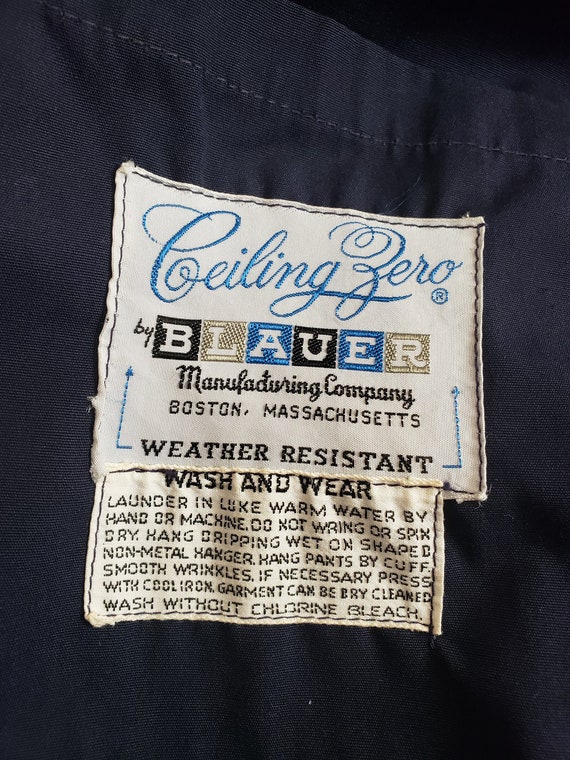 Ceiling Zero ®
by BLAUER
Manufacturing Company
BOSTON, MASSACHUSETTS
WEATHER RESISTANT
WASH AND WEAR
LAUNDER IN LUKE WARM WATER BY
HAND OR MACHINE. DO NOT WRING OR SPIN
DRY. HANG DRIPPING WET ON SHAPED
NON-METAL HANGER. HANG PANTS BY CUFF.
SMOOTH WRINKLES. IF NECESSARY PRESS
WITH COOL IRON. GARMENT CAN BE DRY CLEANED
WASH WITHOUT CHLORINE BLEACH.